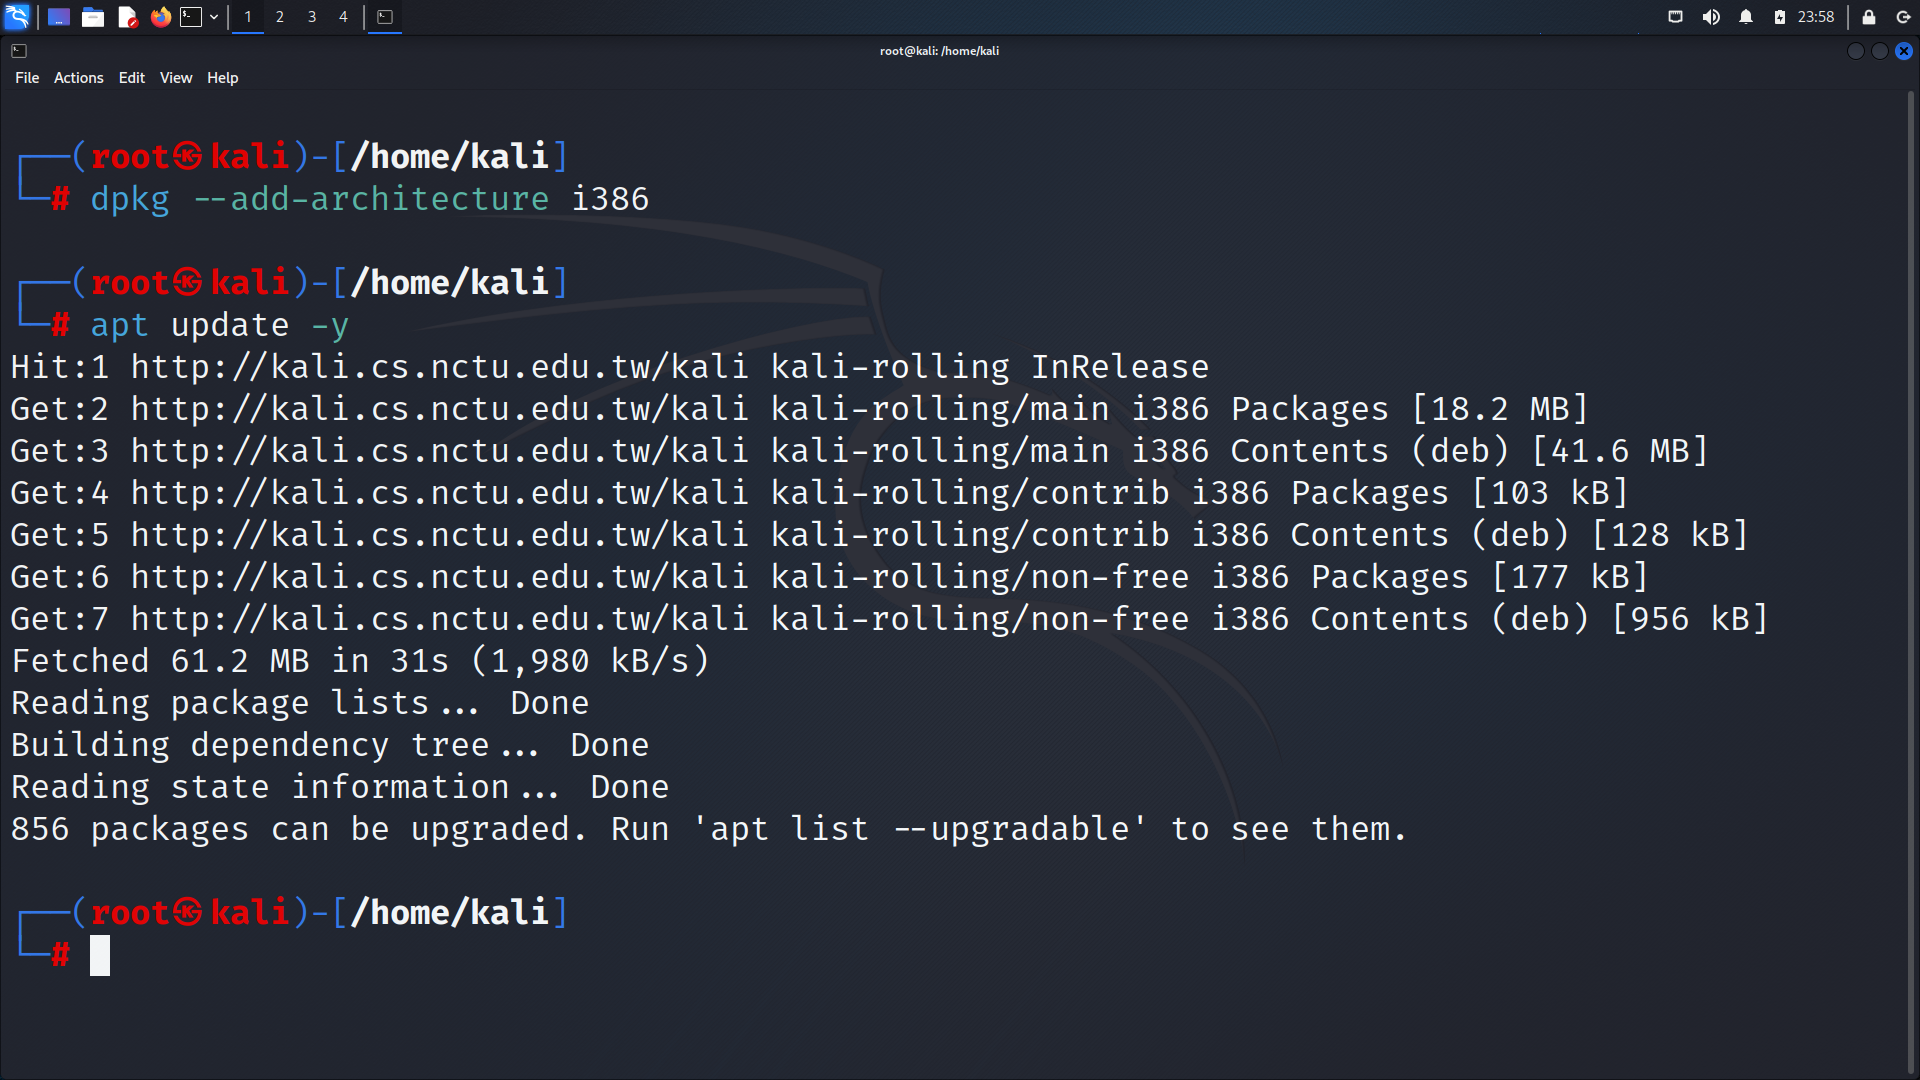 1 2 3 4 23:58
root@kali: /home/kali
File Actions Edit View Help
┌──(root㉿kali)-[/home/kali]
└─# dpkg --add-architecture i386
┌──(root㉿kali)-[/home/kali]
└─# apt update -y
Hit:1 http://kali.cs.nctu.edu.tw/kali kali-rolling InRelease
Get:2 http://kali.cs.nctu.edu.tw/kali kali-rolling/main i386 Packages [18.2 MB]
Get:3 http://kali.cs.nctu.edu.tw/kali kali-rolling/main i386 Contents (deb) [41.6 MB]
Get:4 http://kali.cs.nctu.edu.tw/kali kali-rolling/contrib i386 Packages [103 kB]
Get:5 http://kali.cs.nctu.edu.tw/kali kali-rolling/contrib i386 Contents (deb) [128 kB]
Get:6 http://kali.cs.nctu.edu.tw/kali kali-rolling/non-free i386 Packages [177 kB]
Get:7 http://kali.cs.nctu.edu.tw/kali kali-rolling/non-free i386 Contents (deb) [956 kB]
Fetched 61.2 MB in 31s (1,980 kB/s)
Reading package lists... Done
Building dependency tree... Done
Reading state information... Done
856 packages can be upgraded. Run 'apt list --upgradable' to see them.
┌──(root㉿kali)-[/home/kali]
└─#